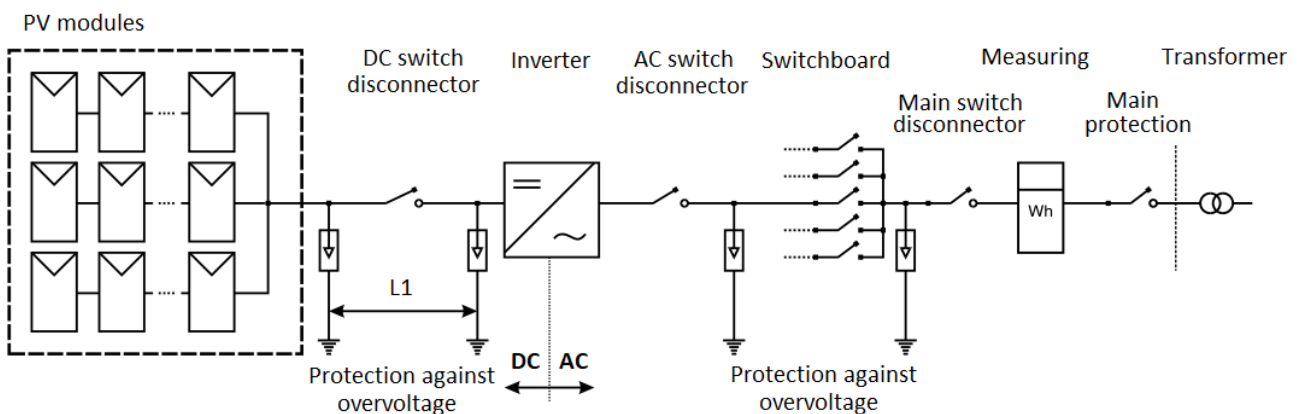 PV modules
DC switch
disconnector
Inverter
AC switch
disconnector
Switchboard
Measuring
Transformer
Main switch
disconnector
Main
protection
Wh
L1
DC
AC
Protection against
overvoltage
Protection against
overvoltage